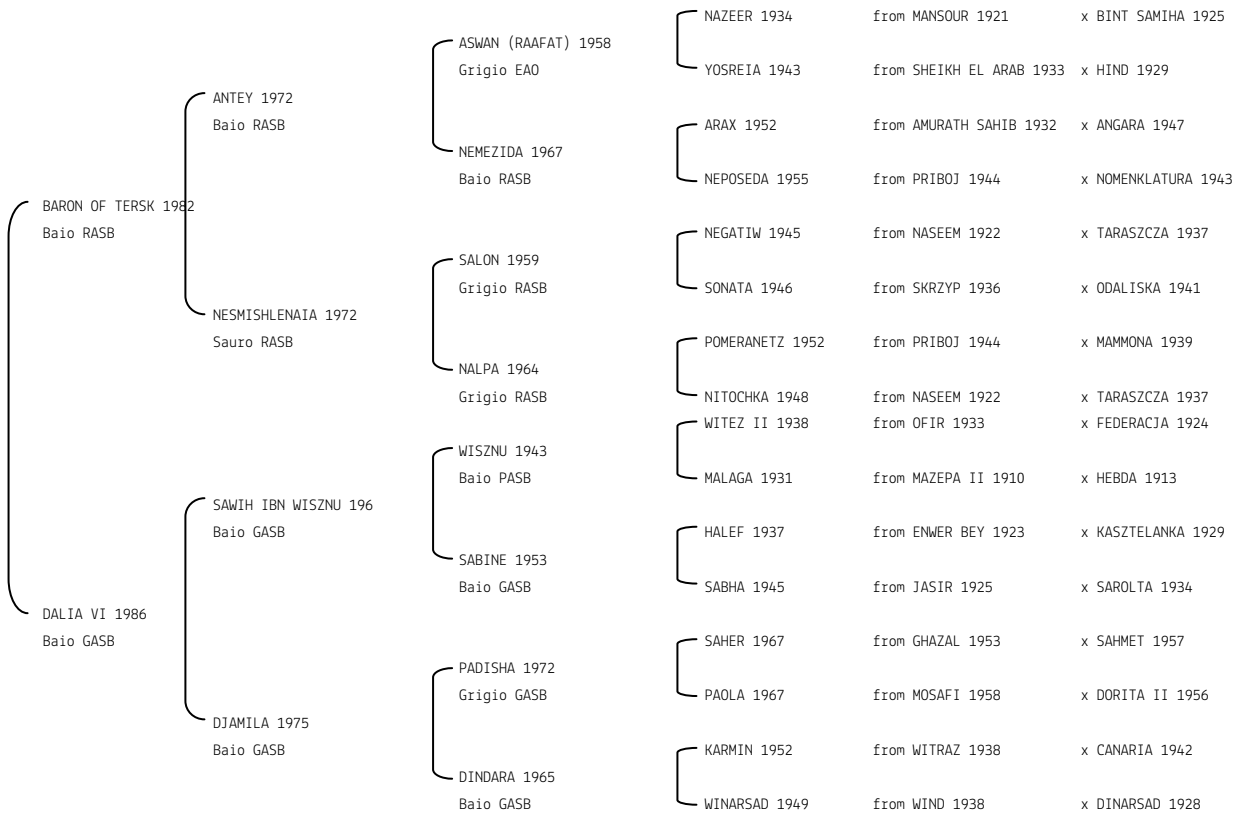 NAZEER 1934 from MANSOUR 1921 x BINT SAMIHA 1925
ASWAN (RAAFAT) 1958
Grigio EAO YOSREIA 1943 from SHEIKH EL ARAB 1933 x HIND 1929
ANTEY 1972
Baio RASB ARAX 1952 from AMURATH SAHIB 1932 x ANGARA 1947
NEMEZIDA 1967
Baio RASB NEPOSEDA 1955 from PRIBOJ 1944 x NOMENKLATURA 1943
BARON OF TERSK 1982
Baio RASB NEGATIW 1945 from NASEEM 1922 x TARASZCZA 1937
SALON 1959
Grigio RASB SONATA 1946 from SKRZYP 1936 x ODALISKA 1941
NESMISHLENAIA 1972
Sauro RASB POMERANETZ 1952 from PRIBOJ 1944 x MAMMONA 1939
NALPA 1964
Grigio RASB NITOCHKA 1948 from NASEEM 1922 x TARASZCZA 1937
WITEZ II 1938 from OFIR 1933 x FEDERACJA 1924
WISZNU 1943
Baio PASB MALAGA 1931 from MAZEPA II 1910 x HEBDA 1913
SAWIH IBN WISZNU 196
Baio GASB HALEF 1937 from ENWER BEY 1923 x KASZTELANKA 1929
SABINE 1953
Baio GASB SABHA 1945 from JASIR 1925 x SAROLTA 1934
DALIA VI 1986
Baio GASB SAHER 1967 from GHAZAL 1953 x SAHMET 1957
PADISHA 1972
Grigio GASB PAOLA 1967 from MOSAFI 1958 x DORITA II 1956
DJAMILA 1975
Baio GASB KARMIN 1952 from WITRAZ 1938 x CANARIA 1942
DINDARA 1965
Baio GASB WINARSAD 1949 from WIND 1938 x DINARSAD 1928